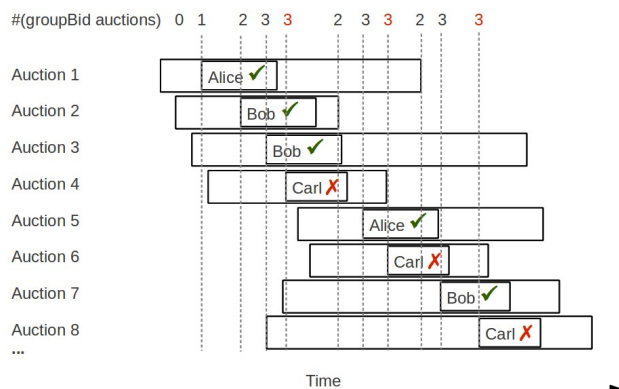 #(groupBid auctions) 0 1 2 3 3 2 3 3 2 3 3
Auction 1 Alice ✔
Auction 2 Bob ✔
Auction 3 Bob ✔
Auction 4 Carl ✘
Auction 5 Alice ✔
Auction 6 Carl ✘
Auction 7 Bob ✔
Auction 8 Carl ✘
...
Time